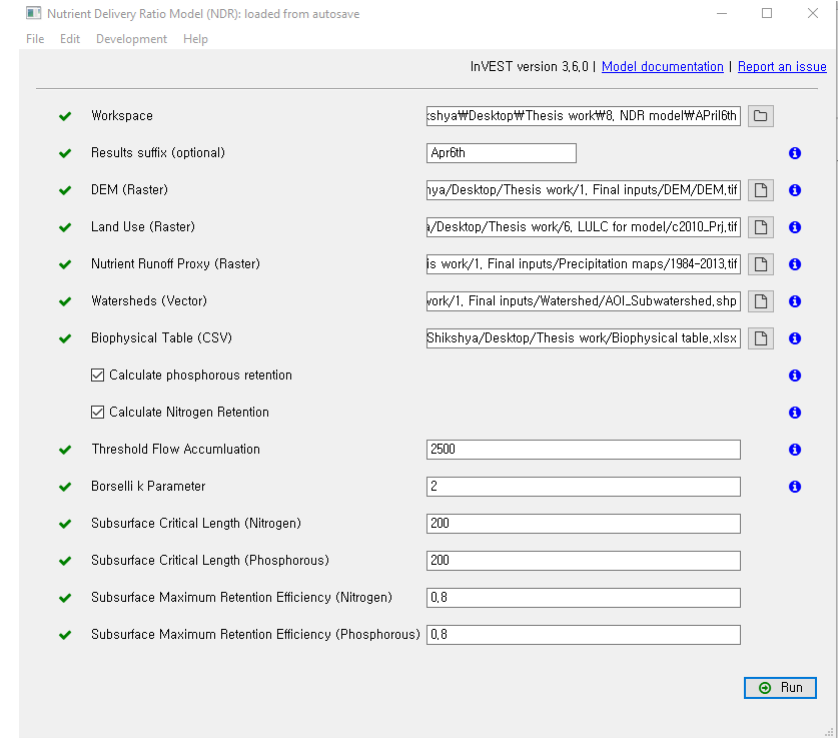 Nutrient Delivery Ratio Model (NDR): loaded from autosave
File Edit Development Help
InVEST version 3,6,0 | Model documentation | Report an issue
Workspace :shya₩Desktop₩Thesis work₩8, NDR model₩APril6th
Results suffix (optional) Apr6th
DEM (Raster) hya/Desktop/Thesis work/1, Final inputs/DEM/DEM,tif
Land Use (Raster) a/Desktop/Thesis work/6, LULC for model/c2010_Prj,tif
Nutrient Runoff Proxy (Raster) is work/1, Final inputs/Precipitation maps/1984-2013,tif
Watersheds (Vector) vork/1, Final inputs/Watershed/AOI_Subwatershed,shp
Biophysical Table (CSV) Shikshya/Desktop/Thesis work/Biophysical table,xlsx
Calculate phosphorous retention
Calculate Nitrogen Retention
Threshold Flow Accumluation 2500
Borselli k Parameter 2
Subsurface Critical Length (Nitrogen) 200
Subsurface Critical Length (Phosphorous) 200
Subsurface Maximum Retention Efficiency (Nitrogen) 0,8
Subsurface Maximum Retention Efficiency (Phosphorous) 0,8
Run